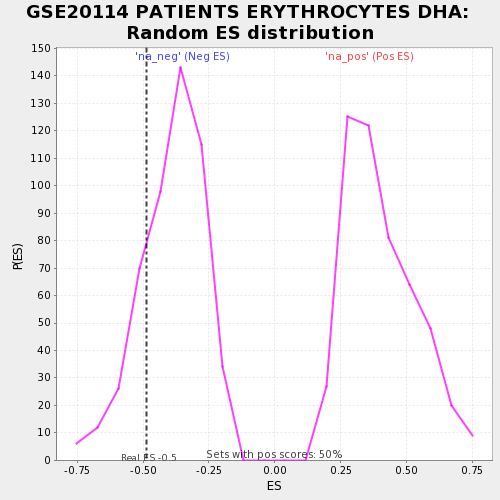 GSE20114 PATIENTS ERYTHROCYTES DHA:
Random ES distribution
'na_neg' (Neg ES)
'na_pos' (Pos ES)
150
140
130
120
110
100
90
80
70
60
50
40
30
20
10
0
P(ES)
Real ES -0.5
Sets with pos scores: 50%
-0.75
-0.50
-0.25
0.00
0.25
0.50
0.75
ES